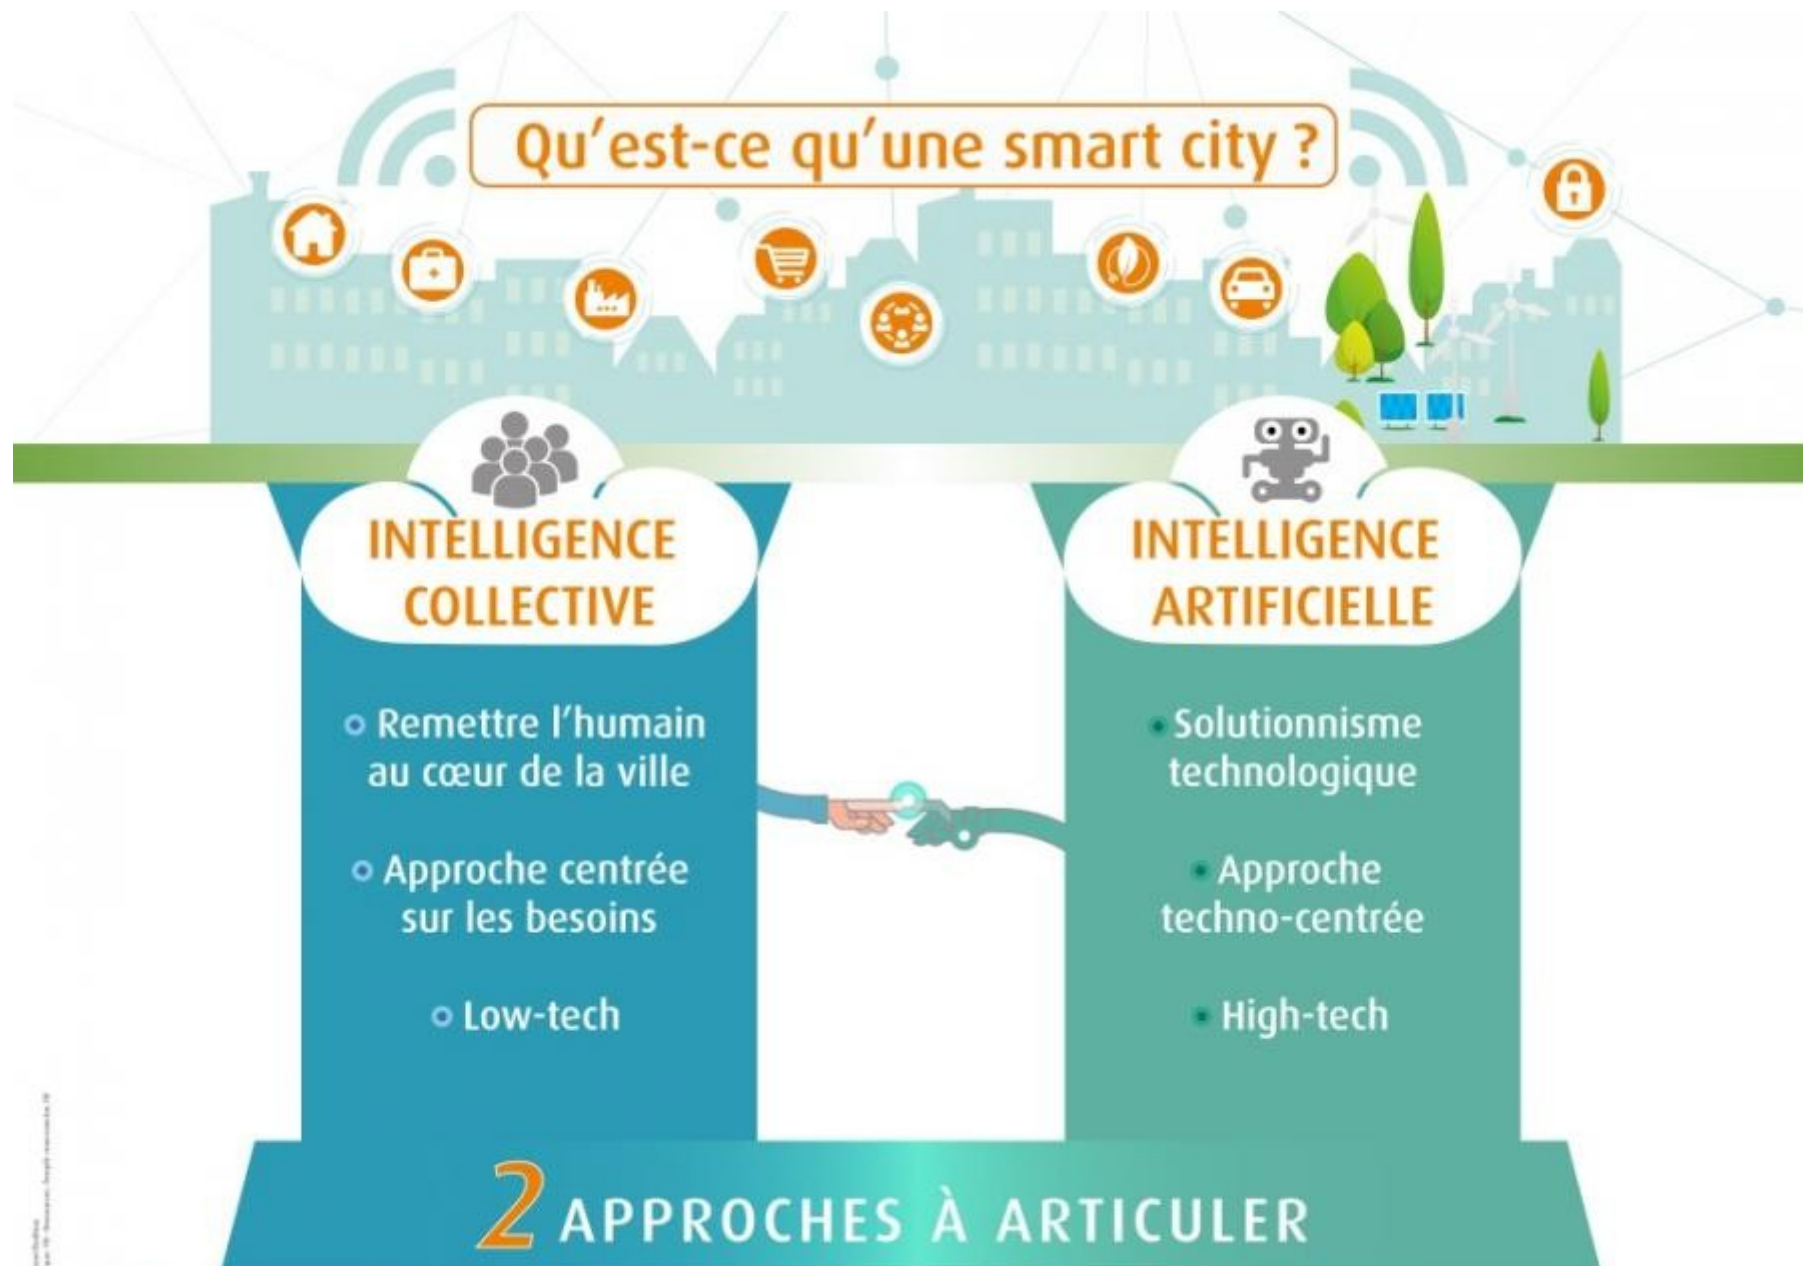 Qu'est-ce qu'une smart city ?
INTELLIGENCE
COLLECTIVE
Remettre l'humain
au cœur de la ville
Approche centrée
sur les besoins
Low-tech
INTELLIGENCE
ARTIFICIELLE
Solutionnisme
technologique
Approche
techno-centrée
High-tech
2 APPROCHES À ARTICULER